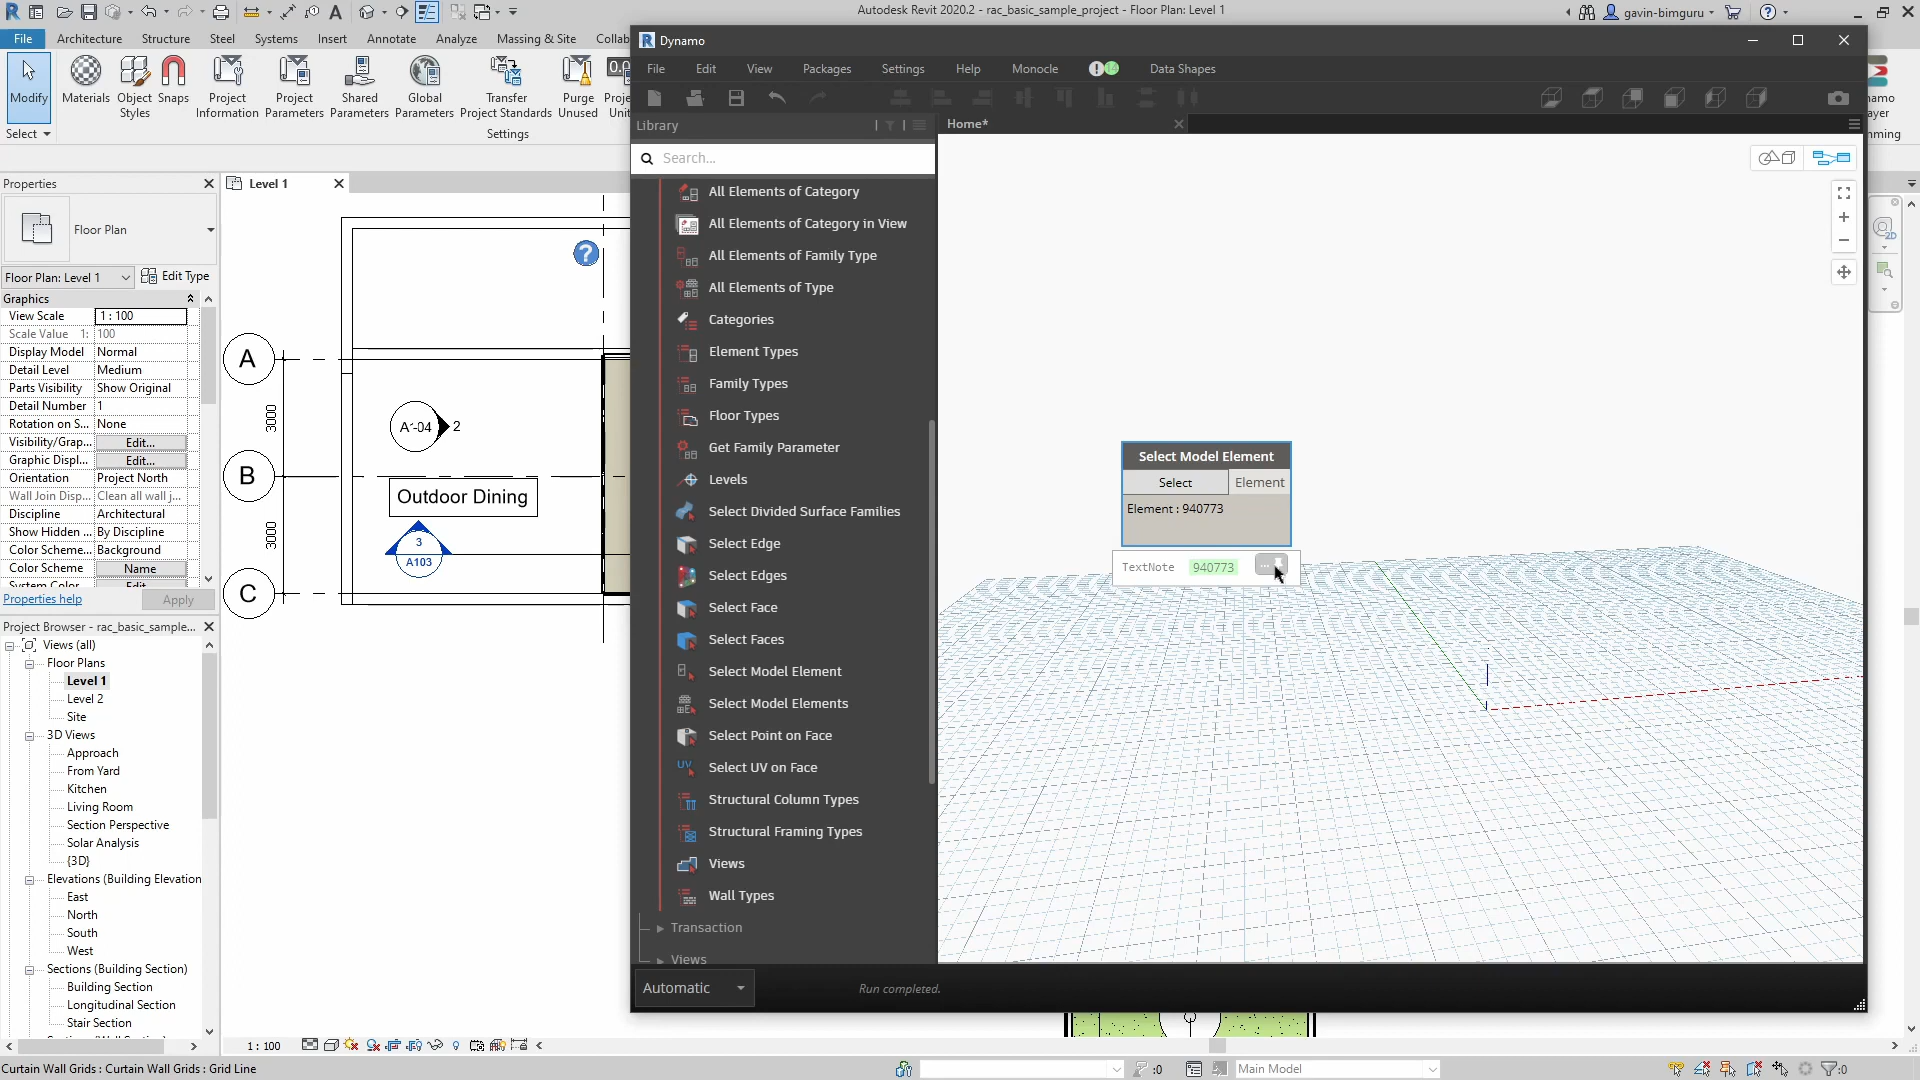 Autodesk Revit 2020.2 - rac_basic_sample_project - Floor Plan: Level 1
gavin-bimguru
File
Architecture
Structure
Steel
Systems
Insert
Annotate
Analyze
Massing & Site
Collab
Modify
Materials
Object Styles
Snaps
Project Information
Project Parameters
Shared Parameters
Global Parameters
Transfer Project Standards
Purge Unused
Select
Settings
Properties
Floor Plan
Floor Plan: Level 1
Edit Type
Graphics
View Scale 1 : 100
Scale Value 1: 100
Display Model Normal
Detail Level Medium
Parts Visibility Show Original
Detail Number 1
Rotation on S... None
Visibility/Grap... Edit...
Graphic Displ... Edit...
Orientation Project North
Wall Join Disp... Clean all wall j...
Discipline Architectural
Show Hidden ... By Discipline
Color Scheme... Background
Color Scheme Name
System Color Edit
Properties help
Apply
Project Browser - rac_basic_sample...
Views (all)
Floor Plans
Level 1
Level 2
Site
3D Views
Approach
From Yard
Kitchen
Living Room
Section Perspective
Solar Analysis
{3D}
Elevations (Building Elevation
East
North
South
West
Sections (Building Section)
Building Section
Longitudinal Section
Stair Section
Level 1
A
3000
B
3000
C
2
Outdoor Dining
3
A103
1 : 100
Curtain Wall Grids : Curtain Wall Grids : Grid Line
:0
Main Model
:0
Dynamo
File
Edit
View
Packages
Settings
Help
Monocle
Data Shapes
Library
Search...
All Elements of Category
All Elements of Category in View
All Elements of Family Type
All Elements of Type
Categories
Element Types
Family Types
Floor Types
Get Family Parameter
Levels
Select Divided Surface Families
Select Edge
Select Edges
Select Face
Select Faces
Select Model Element
Select Model Elements
Select Point on Face
Select UV on Face
Structural Column Types
Structural Framing Types
Views
Wall Types
Transaction
Views
Home*
Select Model Element
Select
Element
Element : 940773
TextNote 940773
Automatic
Run completed.